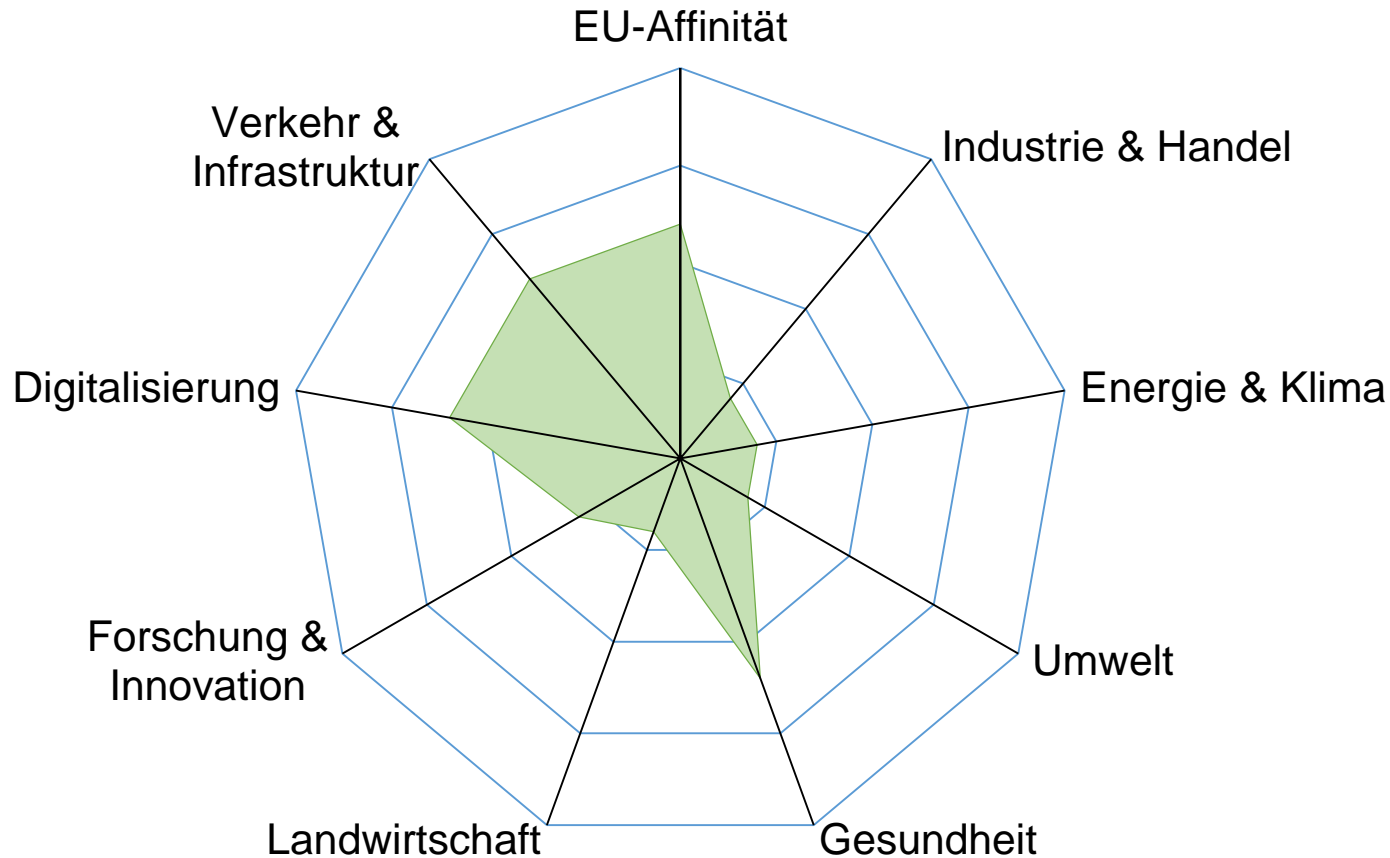 EU-Affinität
Industrie & Handel
Energie & Klima
Umwelt
Gesundheit
Landwirtschaft
Forschung &
Innovation
Digitalisierung
Verkehr &
Infrastruktur